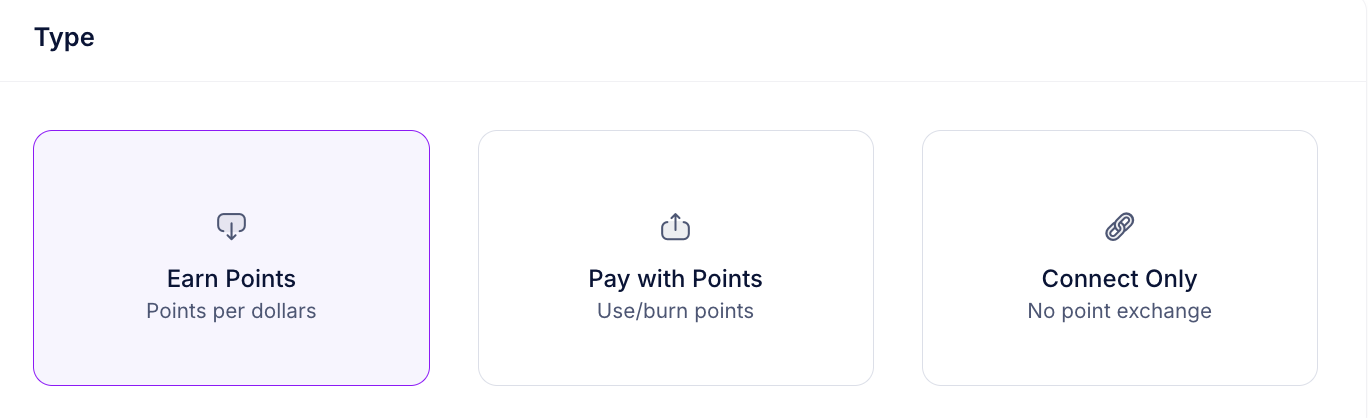 Type
Earn Points
Points per dollars
Pay with Points
Use/burn points
Connect Only
No point exchange